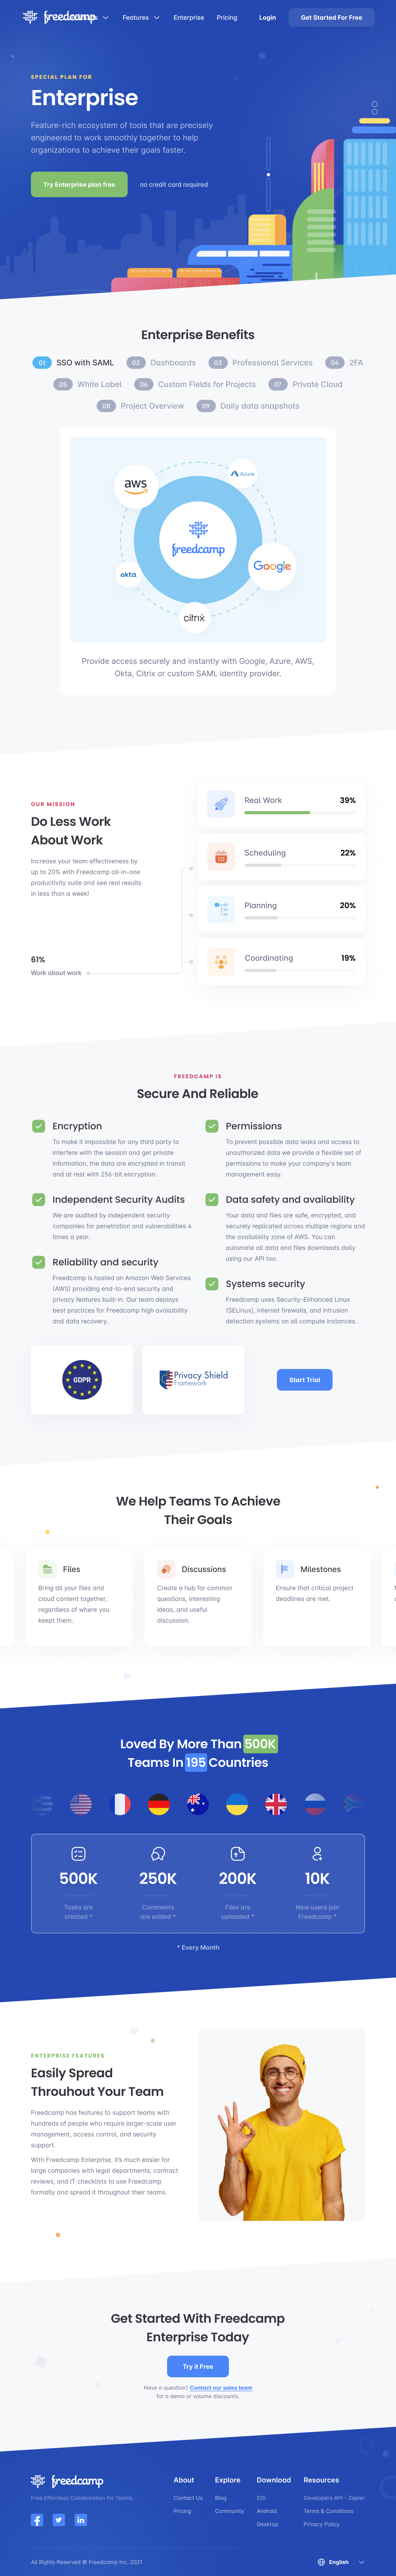 freedcamp
Features
Enterprise
Pricing
Login
Get Started For Free
SPECIAL PLAN FOR
Enterprise
Feature-rich ecosystem of tools that are precisely
engineered to work smoothly together to help
organizations to achieve their goals faster.
Try Enterprise plan free
no credit card required
Enterprise Benefits
01 SSO with SAML
02 Dashboards
03 Professional Services
04 2FA
05 White Label
06 Custom Fields for Projects
07 Private Cloud
08 Project Overview
09 Daily data snapshots
aws
Azure
freedcamp
okta
Google
citrix
Provide access securely and instantly with Google, Azure, AWS,
Okta, Citrix or custom SAML identity provider.
OUR MISSION
Do Less Work
About Work
Increase your team effectiveness by
up to 20% with Freedcamp all-in-one
productivity suite and see real results
in less than a week!
61%
Work about work
Real Work 39%
Scheduling 22%
Planning 20%
Coordinating 19%
FREEDCAMP IS
Secure And Reliable
Encryption
To make it impossible for any third party to
interfere with the session and get private
information, the data are encrypted in transit
and at rest with 256-bit encryption.
Independent Security Audits
We are audited by independent security
companies for penetration and vulnerabilities 4
times a year.
Reliability and security
Freedcamp is hosted on Amazon Web Services
(AWS) providing end-to-end security and
privacy features built-in. Our team deploys
best practices for Freedcamp high availability
and data recovery.
Permissions
To prevent possible data leaks and access to
unauthorized data we provide a flexible set of
permissions to make your company's team
management easy.
Data safety and availability
Your data and files are safe, encrypted, and
securely replicated across multiple regions and
the availability zone of AWS. You can
automate all data and files downloads daily
using our API too.
Systems security
Freedcamp uses Security-Enhanced Linux
(SELinux), internet firewalls, and intrusion
detection systems on all compute instances.
GDPR
Privacy Shield
Framework
Start Trial
We Help Teams To Achieve
Their Goals
Files
Bring all your files and
cloud content together,
regardless of where you
keept them.
Discussions
Create a hub for common
questions, interesting
ideas, and useful
discussion.
Milestones
Ensure that critical project
deadlines are met.
Loved By More Than 500K
Teams In 195 Countries
500K
Tasks are
created *
250K
Comments
are added *
200K
Files are
uploaded *
10K
New users join
Freedcamp *
* Every Month
ENTERPRISE FEATURES
Easily Spread
Throuhout Your Team
Freedcamp has features to support teams with
hundreds of people who require larger-scale user
management, access control, and security
support.
With Freedcamp Enterprise, it's much easier for
large companies with legal departments, contract
reviews, and IT checklists to use Freedcamp
formally and spread it throughout their teams.
Get Started With Freedcamp
Enterprise Today
Try it Free
Have a question? Contact our sales team
for a demo or volume discounts.
freedcamp
Free Effortless Collaboration for Teams
About
Contact Us
Pricing
Explore
Blog
Community
Download
IOS
Android
Desktop
Resources
Developers API - Zapier
Terms & Conditions
Privacy Policy
All Rights Reserved © Freedcamp Inc. 2021
English